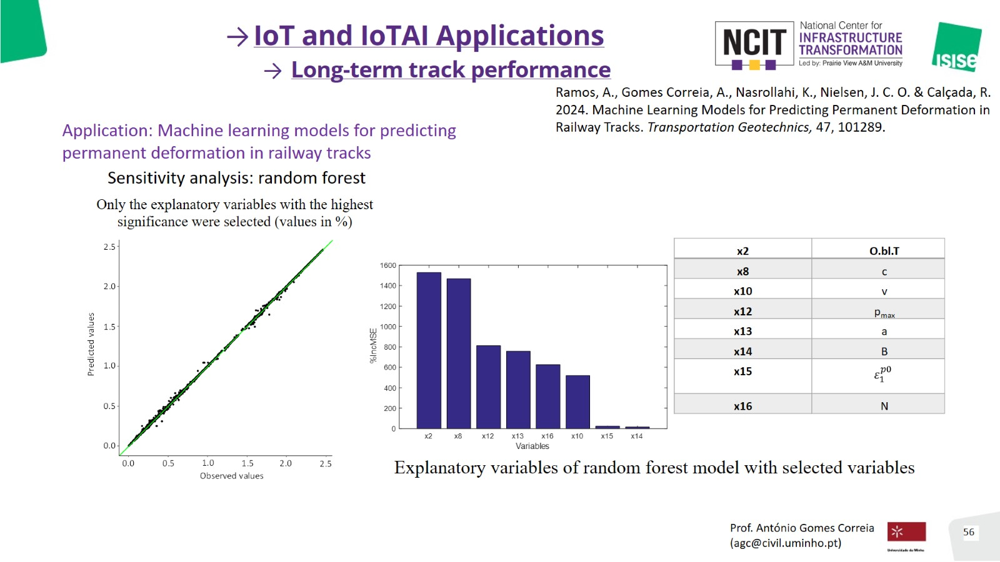 →IoT and IoTAI Applications
→ Long-term track performance
NCIT
National Center for
INFRASTRUCTURE
TRANSFORMATION
Led by: Prairie View A&M University
isise
Ramos, A., Gomes Correia, A., Nasrollahi, K., Nielsen, J. C. O. & Calçada, R.
2024. Machine Learning Models for Predicting Permanent Deformation in
Railway Tracks. Transportation Geotechnics, 47, 101289.
Application: Machine learning models for predicting
permanent deformation in railway tracks
Sensitivity analysis: random forest
Only the explanatory variables with the highest
significance were selected (values in %)
2.5
2.0
1.5
1.0
0.5
0.0
Predicted values
0.0 0.5 1.0 1.5 2.0 2.5
Observed values
1600
1400
1200
1000
800
600
400
200
0
%IncMSE
x2 x8 x12 x13 x16 x10 x15 x14
Variables
x2 O.bl.T
x8 c
x10 v
x12 pmax
x13 a
x14 B
x15 ε₁^p0
x16 N
Explanatory variables of random forest model with selected variables
Prof. António Gomes Correia
(agc@civil.uminho.pt)
Universidade do Minho
56